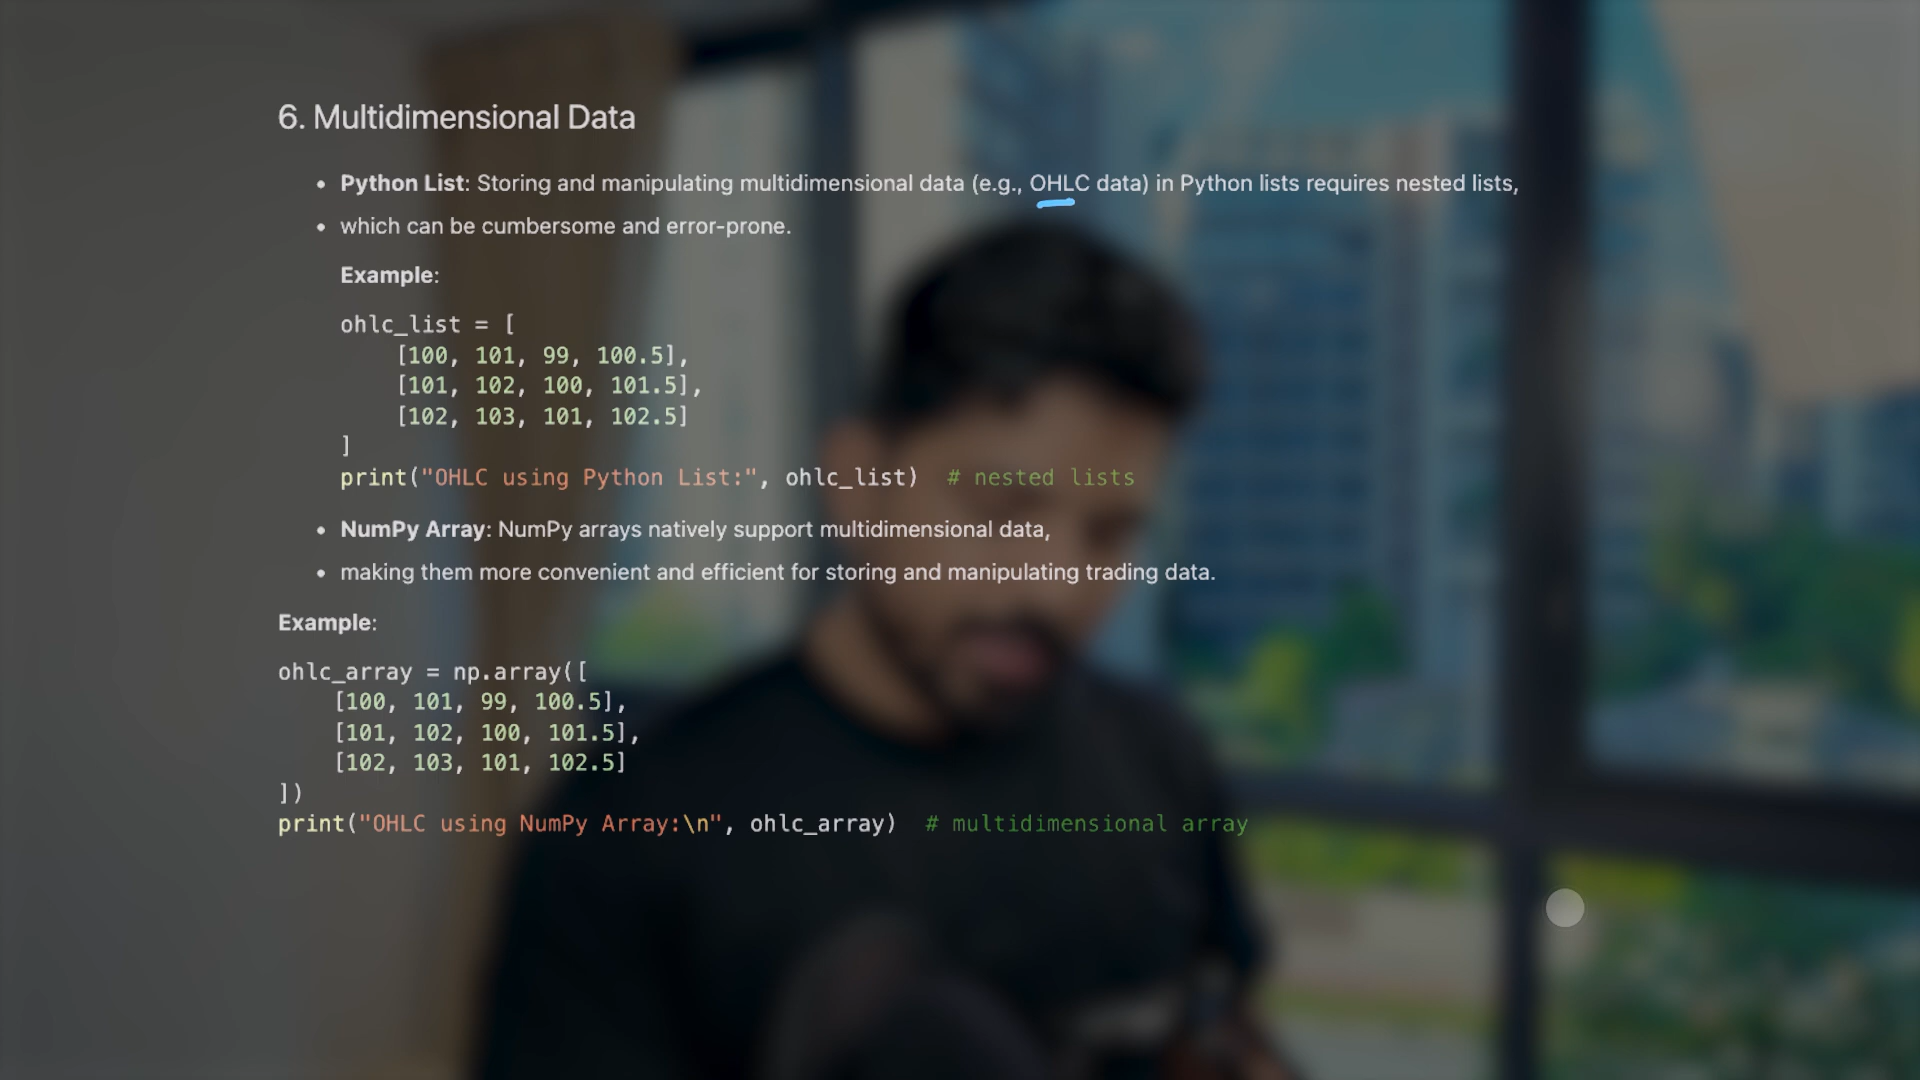 6. Multidimensional Data
• Python List: Storing and manipulating multidimensional data (e.g., OHLC data) in Python lists requires nested lists,
• which can be cumbersome and error-prone.
Example:
ohlc_list = [
    [100, 101, 99, 100.5],
    [101, 102, 100, 101.5],
    [102, 103, 101, 102.5]
]
print("OHLC using Python List:", ohlc_list)  # nested lists
• NumPy Array: NumPy arrays natively support multidimensional data,
• making them more convenient and efficient for storing and manipulating trading data.
Example:
ohlc_array = np.array([
    [100, 101, 99, 100.5],
    [101, 102, 100, 101.5],
    [102, 103, 101, 102.5]
])
print("OHLC using NumPy Array:\n", ohlc_array)  # multidimensional array